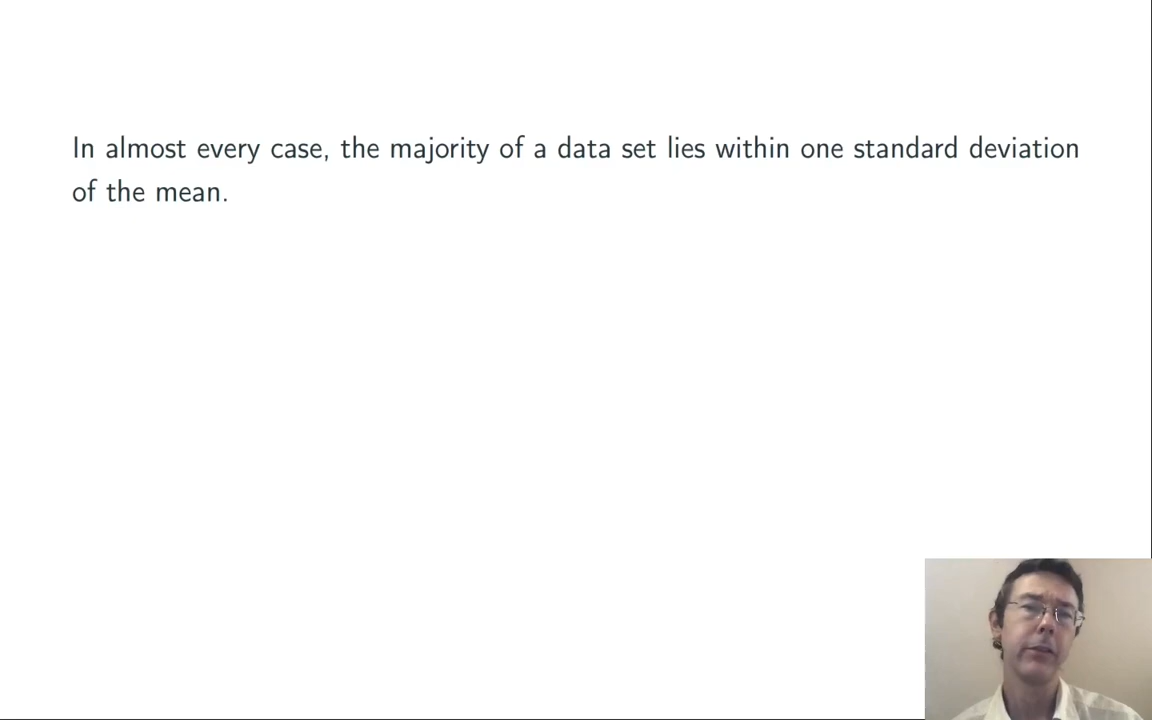 In almost every case, the majority of a data set lies within one standard deviation
of the mean.